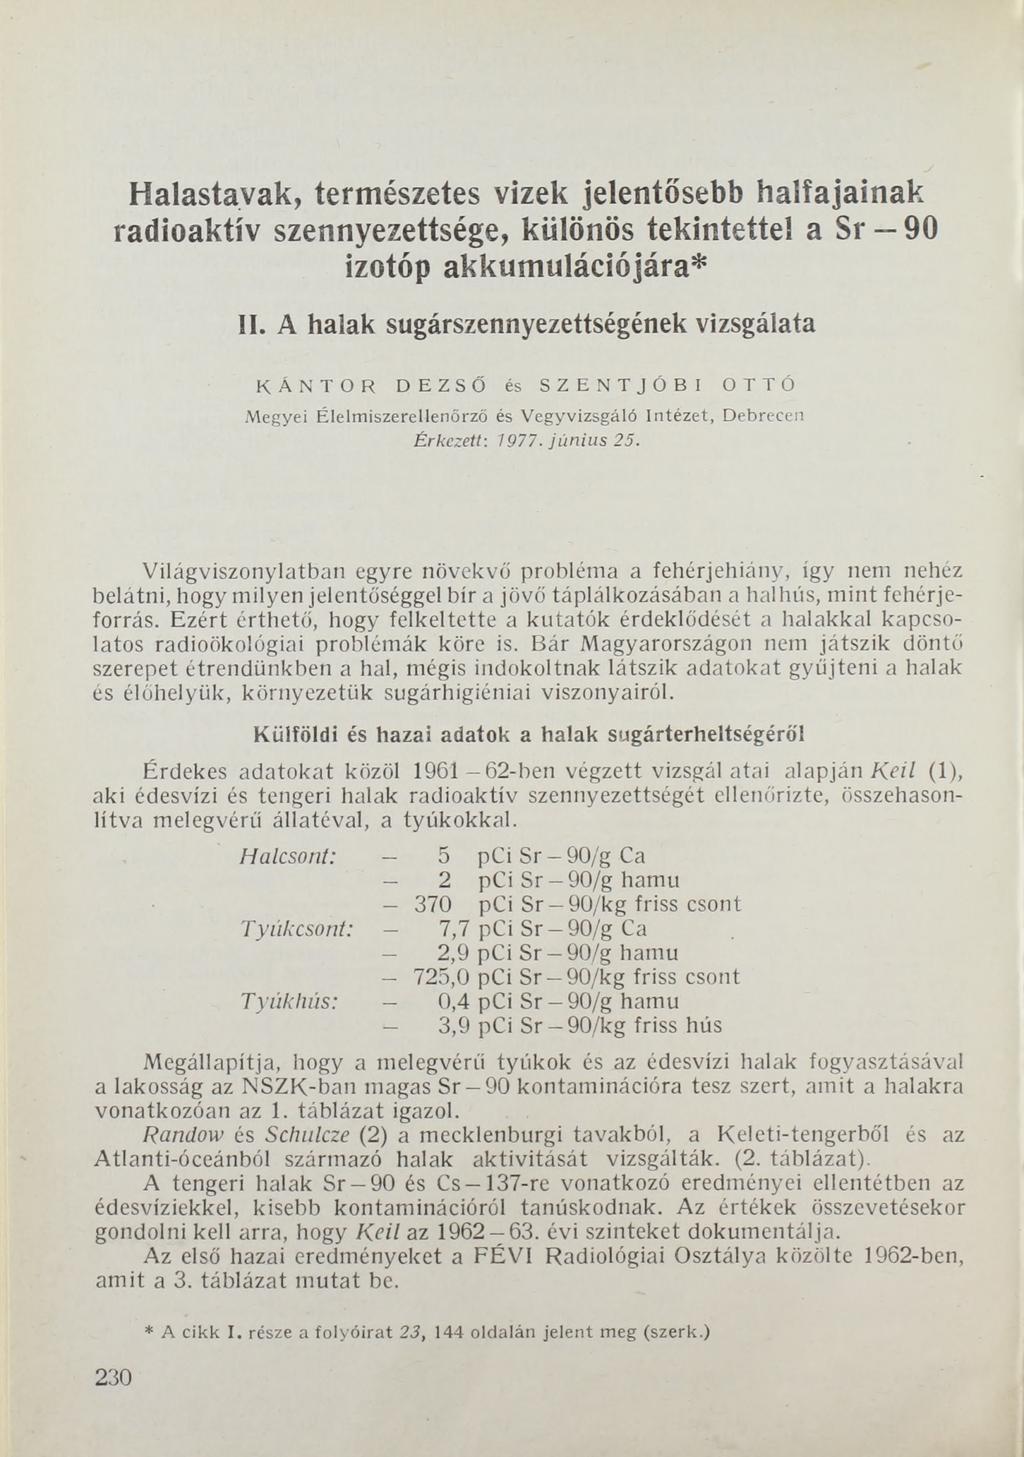 Halastavak, természetes vizek jelentősebb halfajainak
radioaktív szennyezettsége, különös tekintettel a Sr — 90
izotóp akkumulációjára*
II. A halak sugárszennyezettségének vizsgálata
KÁNTOR DEZSŐ és SZENTJÓBI OTTÓ
Megyei Élelmiszerellenőrző és Vegyvizsgáló Intézet, Debrecen
Érkezett: 1977. június 25.
Világviszonylatban egyre növekvő probléma a fehérjehiány, így nem nehéz
belátni, hogy milyen jelentőséggel bír a jövő táplálkozásában a halhús, mint fehérje-
forrás. Ezért érthető, hogy felkeltette a kutatók érdeklődését a halakkal kapcso-
latos radioökológiai problémák köre is. Bár Magyarországon nem játszik döntő
szerepet étrendünkben a hal, mégis indokoltnak látszik adatokat gyűjteni a halak
és élőhelyük, környezetük sugárhigiéniai viszonyairól.
Külföldi és hazai adatok a halak sugárterheltségéről
Érdekes adatokat közöl 1961 — 62-ben végzett vizsgál atai alapján Keil (1),
aki édesvízi és tengeri halak radioaktív szennyezettségét ellenőrizte, összehason-
lítva melegvérű állatéval, a tyúkokkal.
Halcsont: — 5 pCi Sr — 90/g Ca
— 2 pCi Sr — 90/g hamu
— 370 pCi Sr — 90/kg friss csont
Tyúkcsont: — 7,7 pCi Sr — 90/g Ca
— 2,9 pCi Sr — 90/g hamu
— 725,0 pCi Sr — 90/kg friss csont
Tyúkhús: — 0,4 pCi Sr — 90/g hamu
— 3,9 pCi Sr — 90/kg friss hús
Megállapítja, hogy a melegvérű tyúkok és az édesvízi halak fogyasztásával
a lakosság az NSZK-ban magas Sr — 90 kontaminációra tesz szert, amit a halakra
vonatkozóan az 1. táblázat igazol.
Randow és Schulcze (2) a mecklenburgi tavakból, a Keleti-tengerből és az
Atlanti-óceánból származó halak aktivitását vizsgálták. (2. táblázat).
A tengeri halak Sr — 90 és Cs — 137-re vonatkozó eredményei ellentétben az
édesvíziekkel, kisebb kontaminációról tanúskodnak. Az értékek összevetésekor
gondolni kell arra, hogy Keil az 1962 — 63. évi szinteket dokumentálja.
Az első hazai eredményeket a FÉVI Radiológiai Osztálya közölte 1962-ben,
amit a 3. táblázat mutat be.
* A cikk I. része a folyóirat 23, 144 oldalán jelent meg (szerk.)
230